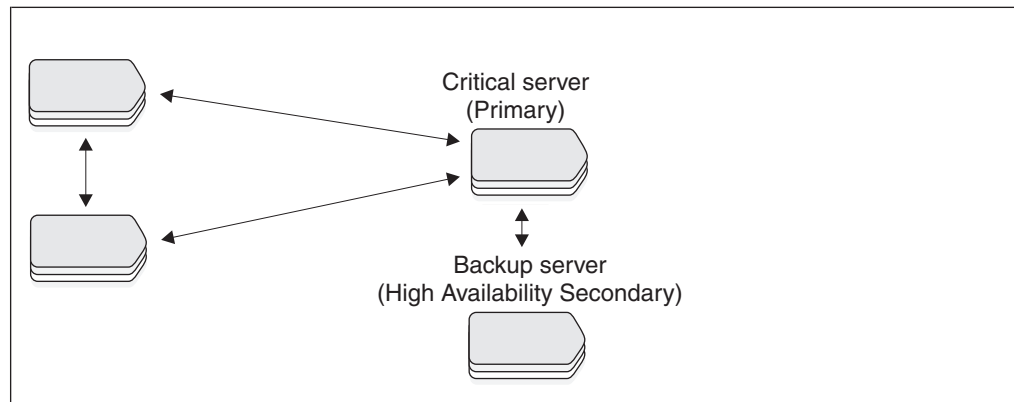 Critical server
(Primary)
Backup server
(High Availability Secondary)